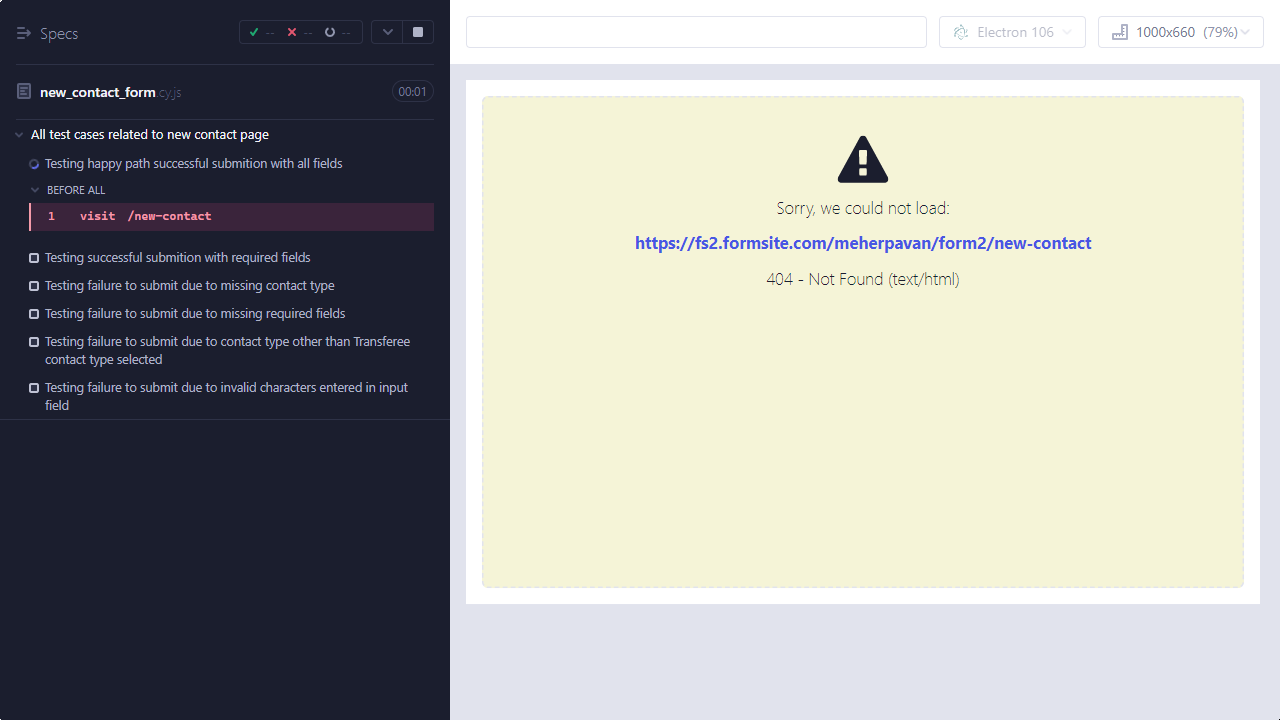 Specs
-- -- --
new_contact_form.cy.js
00:01
All test cases related to new contact page
Testing happy path successful submition with all fields
BEFORE ALL
1 visit /new-contact
Testing successful submition with required fields
Testing failure to submit due to missing contact type
Testing failure to submit due to missing required fields
Testing failure to submit due to contact type other than Transferee
contact type selected
Testing failure to submit due to invalid characters entered in input
field
Electron 106
1000x660 (79%)
Sorry, we could not load:
https://fs2.formsite.com/meherpavan/form2/new-contact
404 - Not Found (text/html)